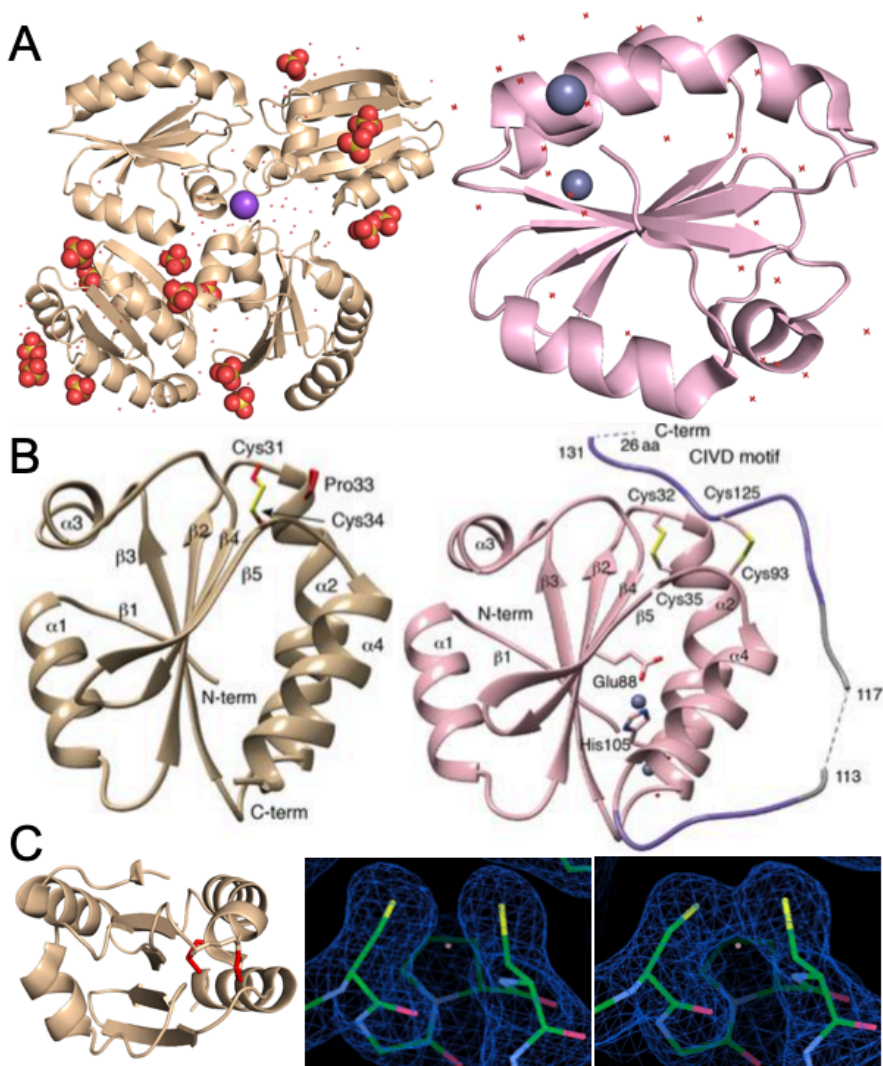 A
B
Cys31
Pro33
Cys34
α3
β2
β4
β3
β5
α2
β1
α1
α4
N-term
C-term
C-term
26 aa
131
CIVD motif
Cys32
Cys125
α3
β2
β3
β4
Cys93
β5
Cys35
α2
N-term
α1
β1
α4
Glu88
117
His105
113
C